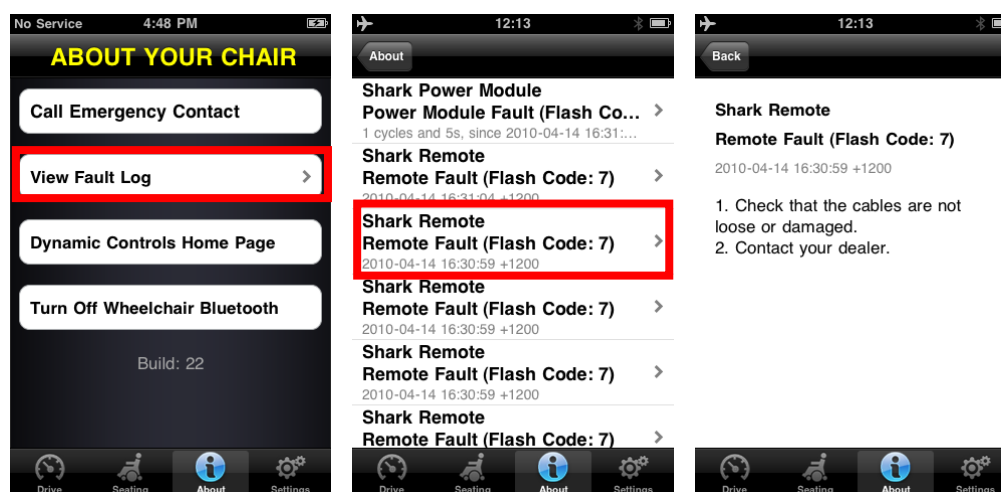 No Service 4:48 PM
ABOUT YOUR CHAIR
Call Emergency Contact
View Fault Log
Dynamic Controls Home Page
Turn Off Wheelchair Bluetooth
Build: 22
Drive Seating About Settings
12:13
About
Shark Power Module
Power Module Fault (Flash Co...
1 cycles and 5s, since 2010-04-14 16:31:...
Shark Remote
Remote Fault (Flash Code: 7)
2010-04-14 16:31:04 +1200
Shark Remote
Remote Fault (Flash Code: 7)
2010-04-14 16:30:59 +1200
Shark Remote
Remote Fault (Flash Code: 7)
2010-04-14 16:30:59 +1200
Shark Remote
Remote Fault (Flash Code: 7)
2010-04-14 16:30:59 +1200
Shark Remote
Remote Fault (Flash Code: 7)
Drive Seating About Settings
12:13
Back
Shark Remote
Remote Fault (Flash Code: 7)
2010-04-14 16:30:59 +1200
1. Check that the cables are not
loose or damaged.
2. Contact your dealer.
Drive Seating About Settings